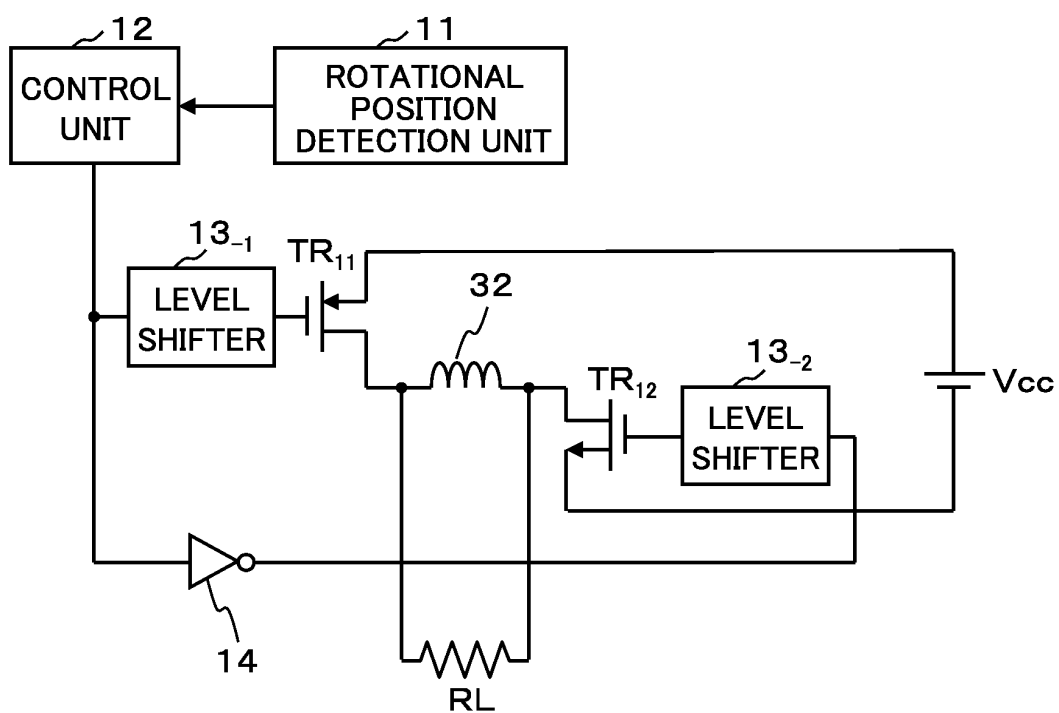 12
11
CONTROL
UNIT
ROTATIONAL
POSITION
DETECTION UNIT
13-1
TR11
LEVEL
SHIFTER
32
TR12
13-2
LEVEL
SHIFTER
Vcc
14
RL